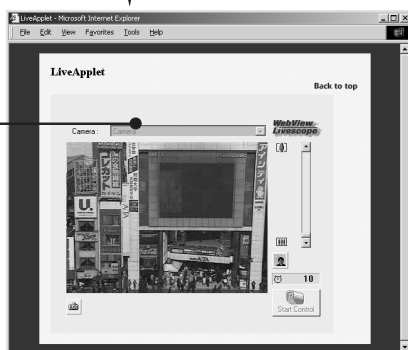 LiveApplet - Microsoft Internet Explorer
File Edit View Favorites Tools Help
LiveApplet
Back to top
Camera : Camera
WebView
Livescope
U.
ALTA
10
Start Control